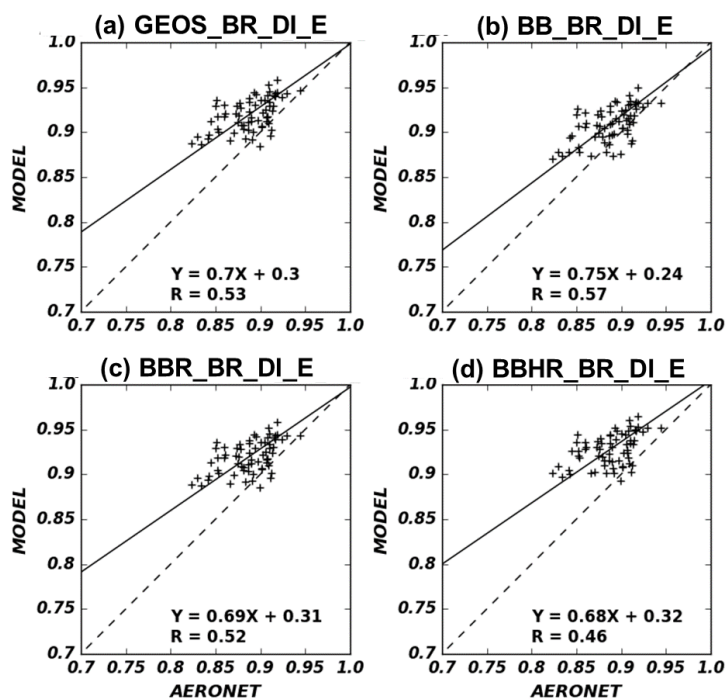 (a) GEOS_BR_DI_E
1.0
0.95
0.9
0.85
0.8
0.75
0.7
MODEL
Y = 0.7X + 0.3
R = 0.53
0.7 0.75 0.8 0.85 0.9 0.95 1.0
(b) BB_BR_DI_E
1.0
0.95
0.9
0.85
0.8
0.75
0.7
MODEL
Y = 0.75X + 0.24
R = 0.57
0.7 0.75 0.8 0.85 0.9 0.95 1.0
(c) BBR_BR_DI_E
1.0
0.95
0.9
0.85
0.8
0.75
0.7
MODEL
Y = 0.69X + 0.31
R = 0.52
0.7 0.75 0.8 0.85 0.9 0.95 1.0
AERONET
(d) BBHR_BR_DI_E
1.0
0.95
0.9
0.85
0.8
0.75
0.7
MODEL
Y = 0.68X + 0.32
R = 0.46
0.7 0.75 0.8 0.85 0.9 0.95 1.0
AERONET